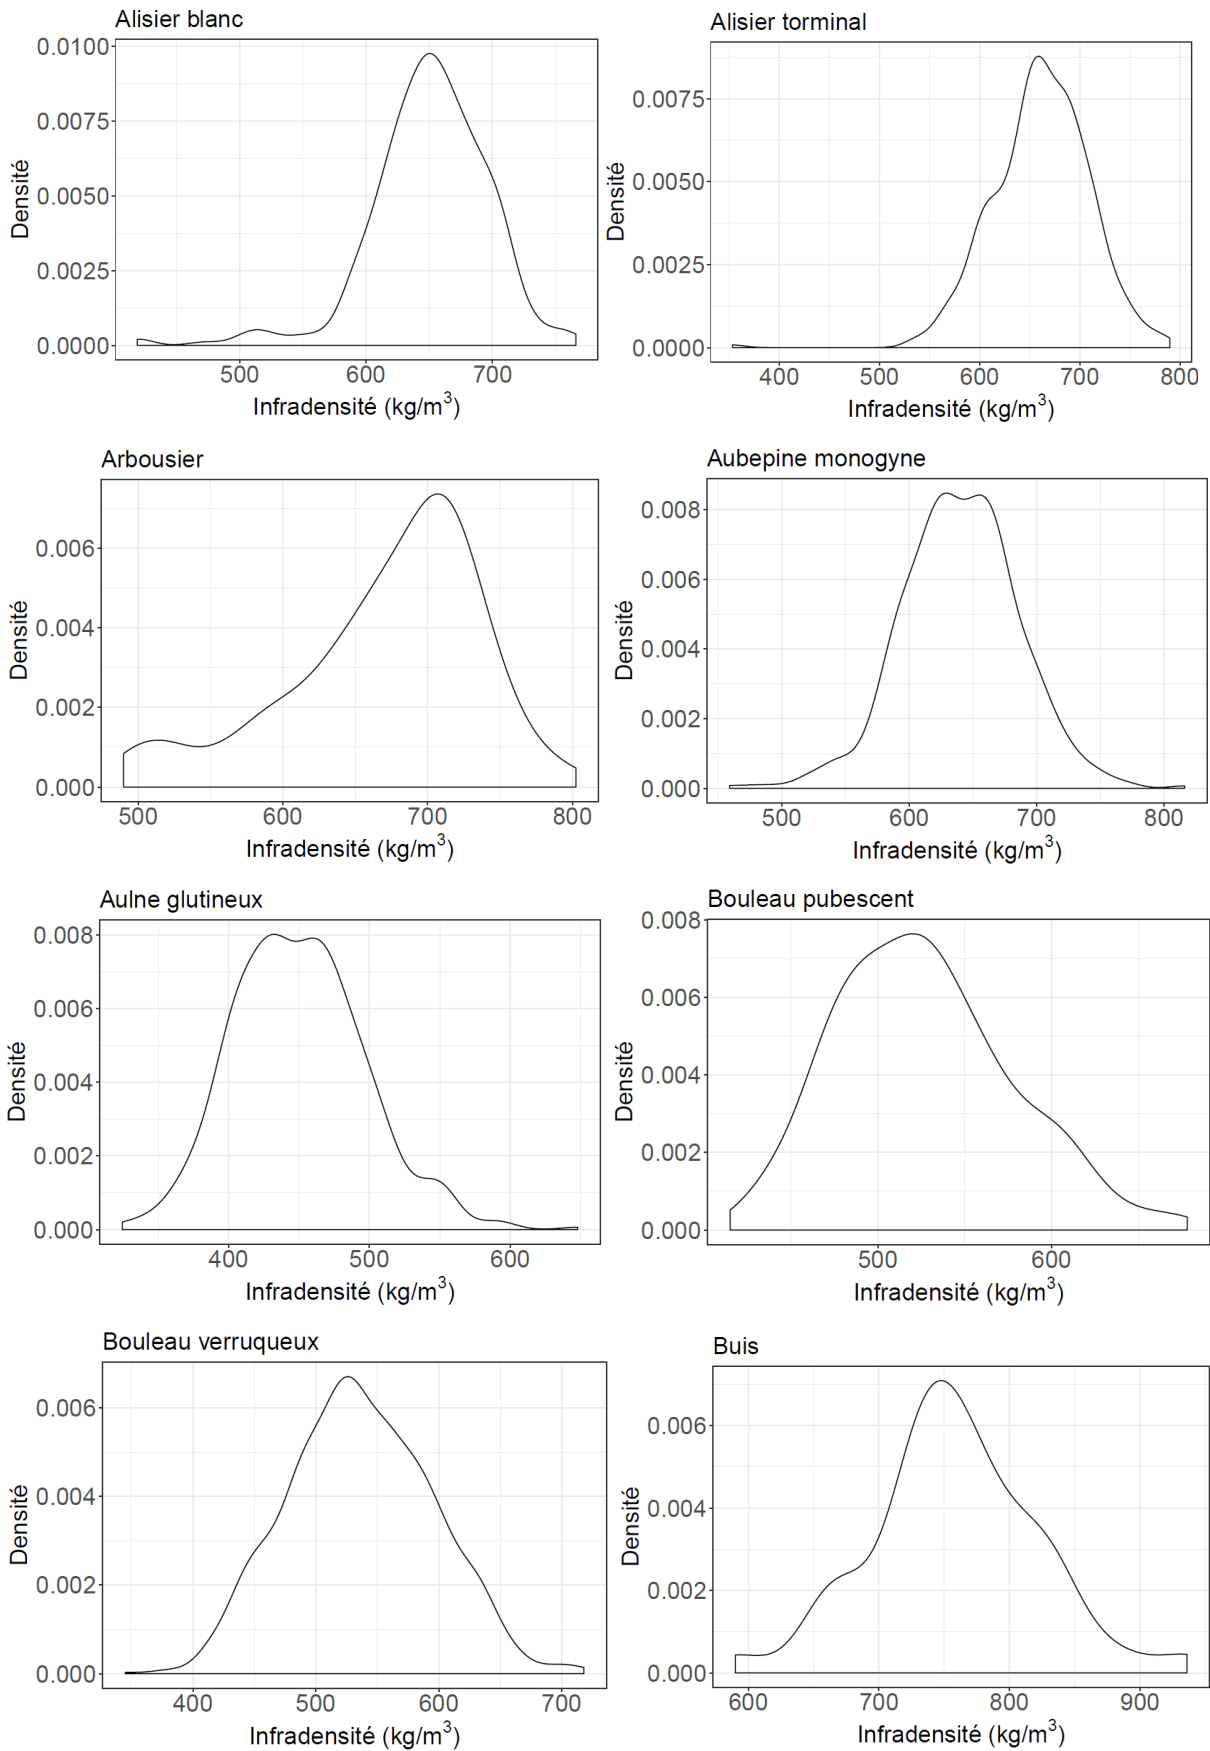 Alisier blanc
0.0100
0.0075
0.0050
0.0025
0.0000
Densité
500 600 700
Infradensité (kg/m³)
Alisier torminal
0.0075
0.0050
0.0025
0.0000
Densité
400 500 600 700 800
Infradensité (kg/m³)
Arbousier
0.006
0.004
0.002
0.000
Densité
500 600 700 800
Infradensité (kg/m³)
Aubepine monogyne
0.008
0.006
0.004
0.002
0.000
Densité
500 600 700 800
Infradensité (kg/m³)
Aulne glutineux
0.008
0.006
0.004
0.002
0.000
Densité
400 500 600
Infradensité (kg/m³)
Bouleau pubescent
0.008
0.006
0.004
0.002
0.000
Densité
500 600
Infradensité (kg/m³)
Bouleau verruqueux
0.006
0.004
0.002
0.000
Densité
400 500 600 700
Infradensité (kg/m³)
Buis
0.006
0.004
0.002
0.000
Densité
600 700 800 900
Infradensité (kg/m³)